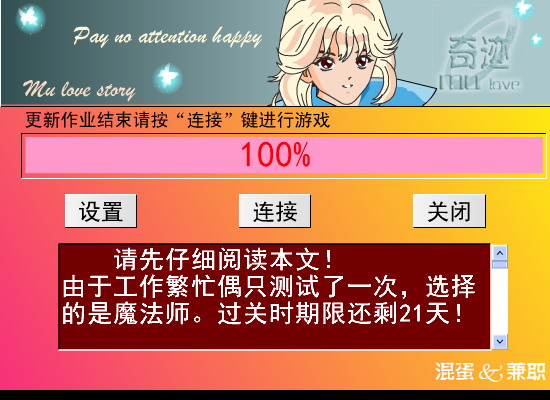 Pay no attention happy
奇迹
mu love
Mu love story
更新作业结束请按“连接”键进行游戏
100%
设置
连接
关闭
请先仔细阅读本文！
由于工作繁忙偶只测试了一次，选择
的是魔法师。过关时期限还剩21天！
混蛋&兼职